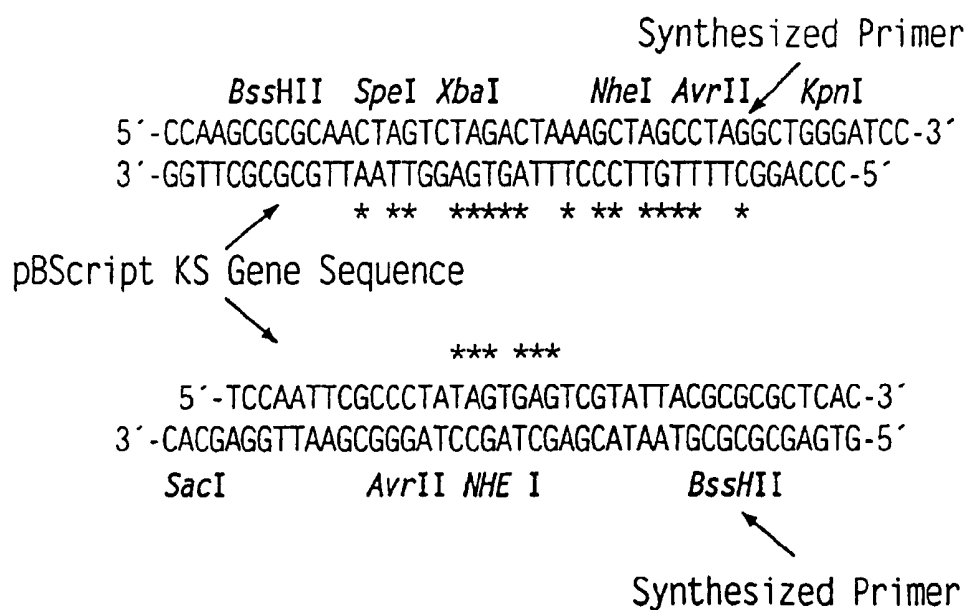 Synthesized Primer
BssHII SpeI XbaI NheI AvrII KpnI
5´-CCAAGCGCGCAACTAGTCTAGACTAAAGCTAGCCTAGGCTGGGATCC-3´
3´-GGTTCGCGCGTTAATTGGAGTGATTTCCCTTGTTTTCGGACCC-5´
* ** ***** * ** **** *
pBScript KS Gene Sequence
*** ***
5´-TCCAATTCGCCCTATAGTGAGTCGTATTACGCGCGCTCAC-3´
3´-CACGAGGTTAAGCGGGATCCGATCGAGCATAATGCGCGCGAGTG-5´
SacI AvrII NHE I BssHII
Synthesized Primer